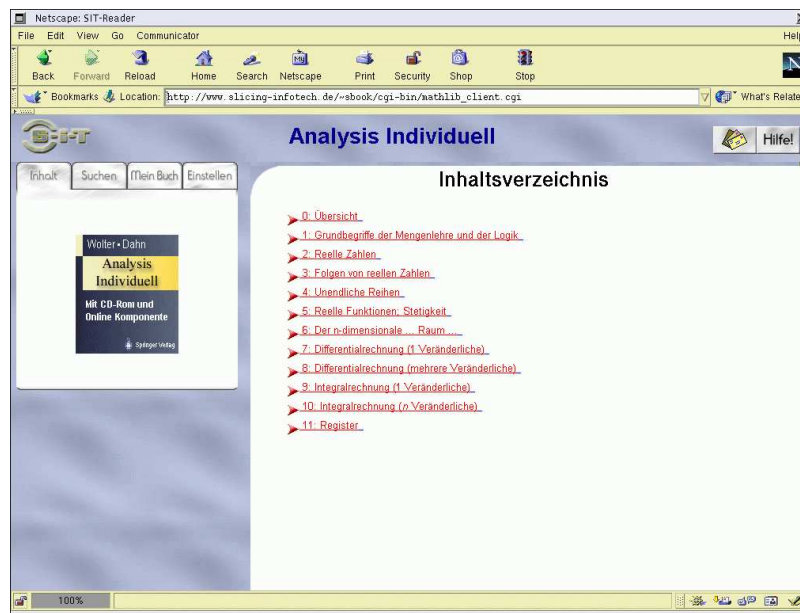 Netscape: SIT-Reader
File Edit View Go Communicator Help
Back Forward Reload Home Search Netscape Print Security Shop Stop
Bookmarks Location: http://www.slicing-infotech.de/~sbook/cgi-bin/mathlib_client.cgi What's Relate
S-I-T Analysis Individuell Hilfe!
Inhalt Suchen Mein Buch Einstellen
Wolter • Dahn
Analysis
Individuell
Mit CD-Rom und
Online Komponente
Springer Verlag
Inhaltsverzeichnis
0: Übersicht
1: Grundbegriffe der Mengenlehre und der Logik
2: Reelle Zahlen
3: Folgen von reellen Zahlen
4: Unendliche Reihen
5: Reelle Funktionen; Stetigkeit
6: Der n-dimensionale ... Raum ...
7: Differentialrechnung (1 Veränderliche)
8: Differentialrechnung (mehrere Veränderliche)
9: Integralrechnung (1 Veränderliche)
10: Integralrechnung (n Veränderliche)
11: Register
100%